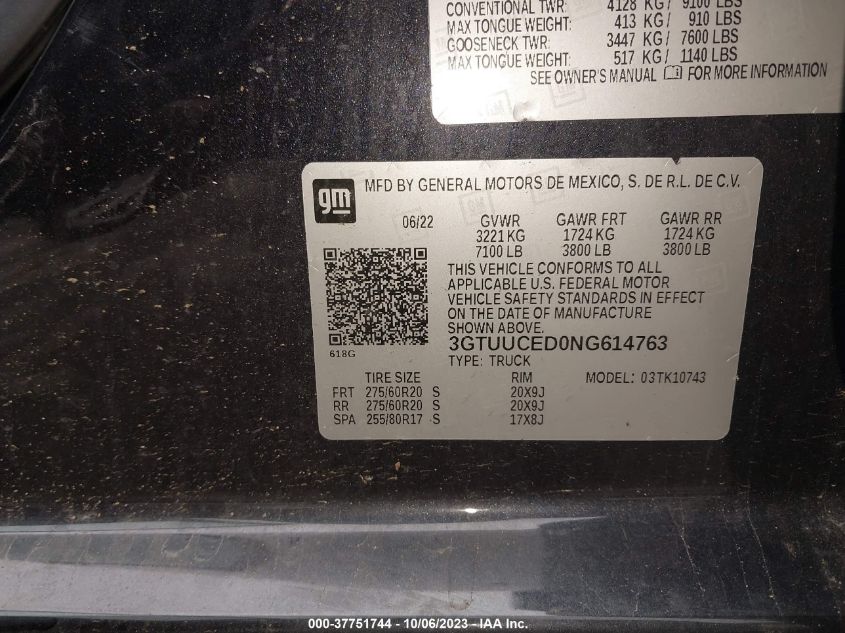 CONVENTIONAL TWR: 4128 KG/ 9100 LBS
MAX TONGUE WEIGHT: 413 KG/ 910 LBS
GOOSENECK TWR: 3447 KG/ 7600 LBS
MAX TONGUE WEIGHT: 517 KG/ 1140 LBS
SEE OWNER'S MANUAL FOR MORE INFORMATION
gm MFD BY GENERAL MOTORS DE MEXICO, S. DE R.L. DE C.V.
06/22 GVWR GAWR FRT GAWR RR
3221 KG 1724 KG 1724 KG
7100 LB 3800 LB 3800 LB
THIS VEHICLE CONFORMS TO ALL
APPLICABLE U.S. FEDERAL MOTOR
VEHICLE SAFETY STANDARDS IN EFFECT
ON THE DATE OF MANUFACTURE
SHOWN ABOVE.
3GTUUCED0NG614763
618G
TYPE: TRUCK
TIRE SIZE RIM MODEL: 03TK10743
FRT 275/60R20 S 20X9J
RR 275/60R20 S 20X9J
SPA 255/80R17 S 17X8J
000-37751744 - 10/06/2023 - IAA Inc.